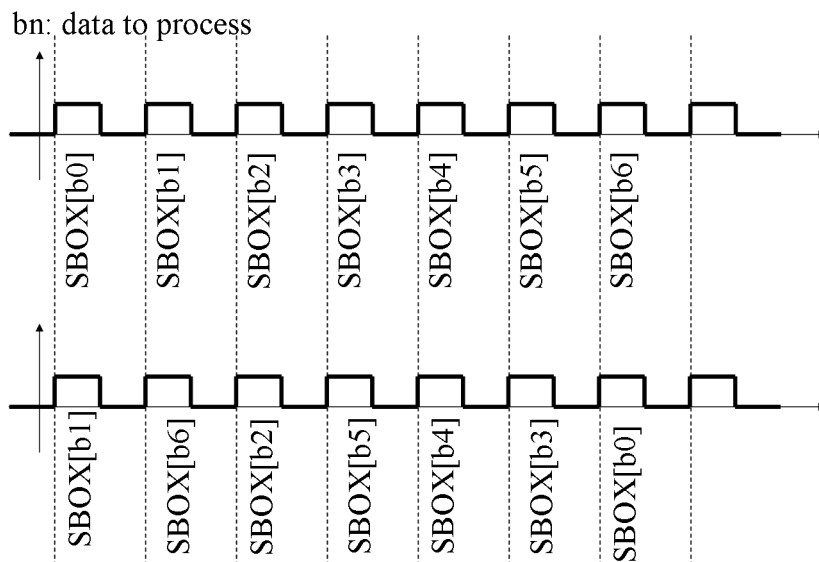 bn: data to process
SBOX[b0]
SBOX[b1]
SBOX[b2]
SBOX[b3]
SBOX[b4]
SBOX[b5]
SBOX[b6]
SBOX[b1]
SBOX[b6]
SBOX[b2]
SBOX[b5]
SBOX[b4]
SBOX[b3]
SBOX[b0]